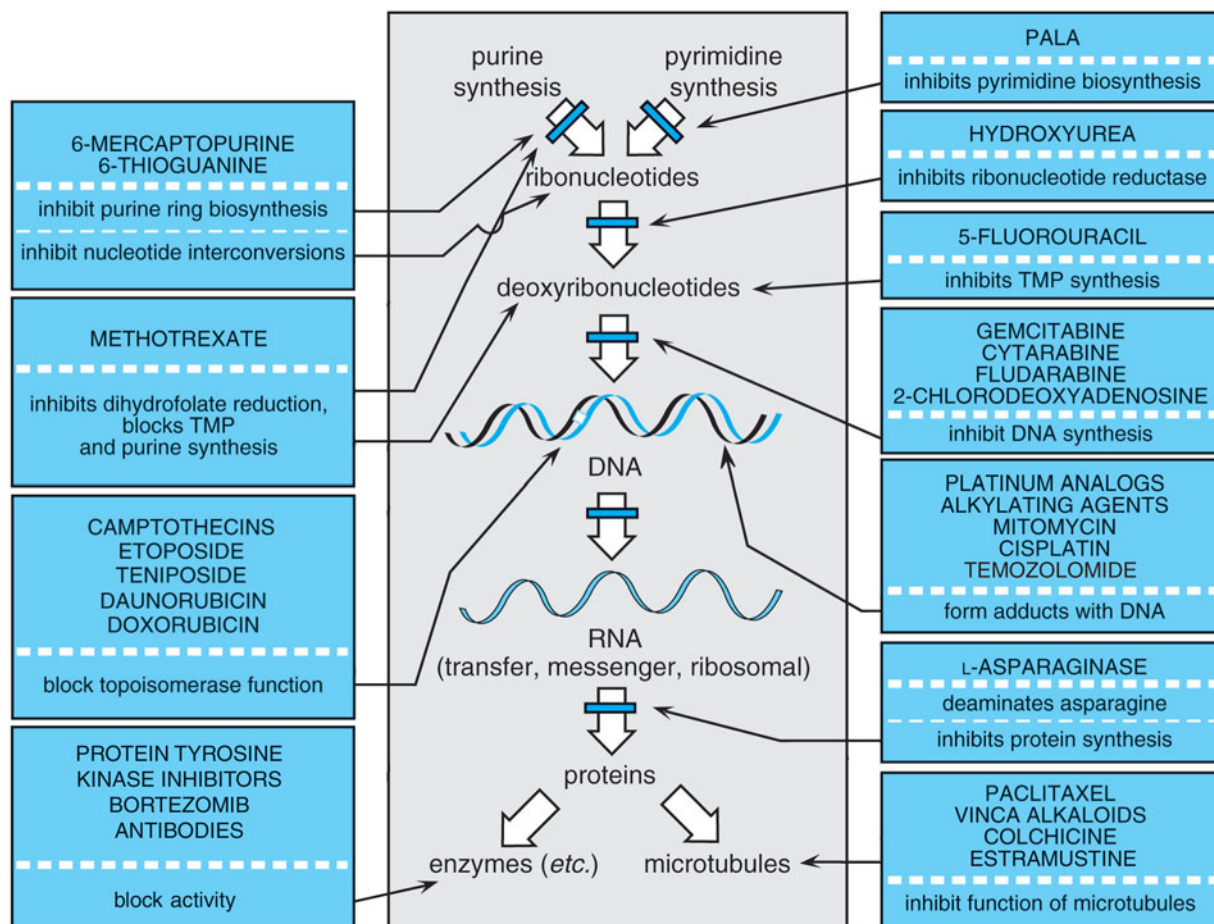 purine
synthesis
pyrimidine
synthesis
ribonucleotides
deoxyribonucleotides
DNA
RNA
(transfer, messenger, ribosomal)
proteins
enzymes (etc.)
microtubules
6-MERCAPTOPURINE
6-THIOGUANINE
inhibit purine ring biosynthesis
inhibit nucleotide interconversions
METHOTREXATE
inhibits dihydrofolate reduction,
blocks TMP
and purine synthesis
CAMPTOTHECINS
ETOPOSIDE
TENIPOSIDE
DAUNORUBICIN
DOXORUBICIN
block topoisomerase function
PROTEIN TYROSINE
KINASE INHIBITORS
BORTEZOMIB
ANTIBODIES
block activity
PALA
inhibits pyrimidine biosynthesis
HYDROXYUREA
inhibits ribonucleotide reductase
5-FLUOROURACIL
inhibits TMP synthesis
GEMCITABINE
CYTARABINE
FLUDARABINE
2-CHLORODEOXYADENOSINE
inhibit DNA synthesis
PLATINUM ANALOGS
ALKYLATING AGENTS
MITOMYCIN
CISPLATIN
TEMOZOLOMIDE
form adducts with DNA
L-ASPARAGINASE
deaminates asparagine
inhibits protein synthesis
PACLITAXEL
VINCA ALKALOIDS
COLCHICINE
ESTRAMUSTINE
inhibit function of microtubules